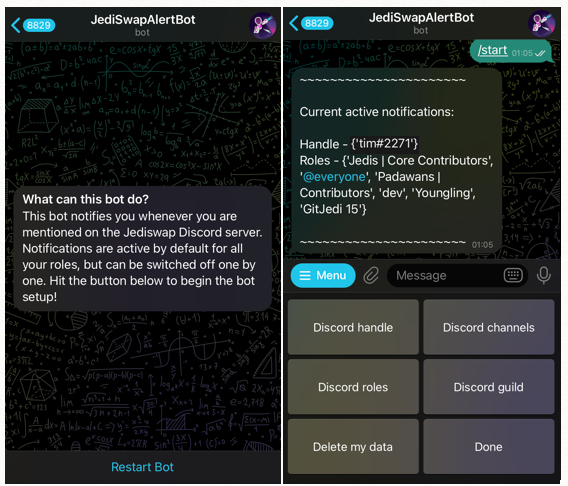 8829
JediSwapAlertBot
bot
What can this bot do?
This bot notifies you whenever you are
mentioned on the Jediswap Discord server.
Notifications are active by default for all
your roles, but can be switched off one by
one. Hit the button below to begin the bot
setup!
Restart Bot
8829
JediSwapAlertBot
bot
/start 01:05
~~~~~~~~~~~~~~~~~~~~~~
Current active notifications:
Handle - {'tim#2271'}
Roles - {'Jedis | Core Contributors',
'@everyone', 'Padawans |
Contributors', 'dev', 'Youngling',
'GitJedi 15'}
~~~~~~~~~~~~~~~~~~~~~~ 01:05
Menu
Message
Discord handle
Discord channels
Discord roles
Discord guild
Delete my data
Done